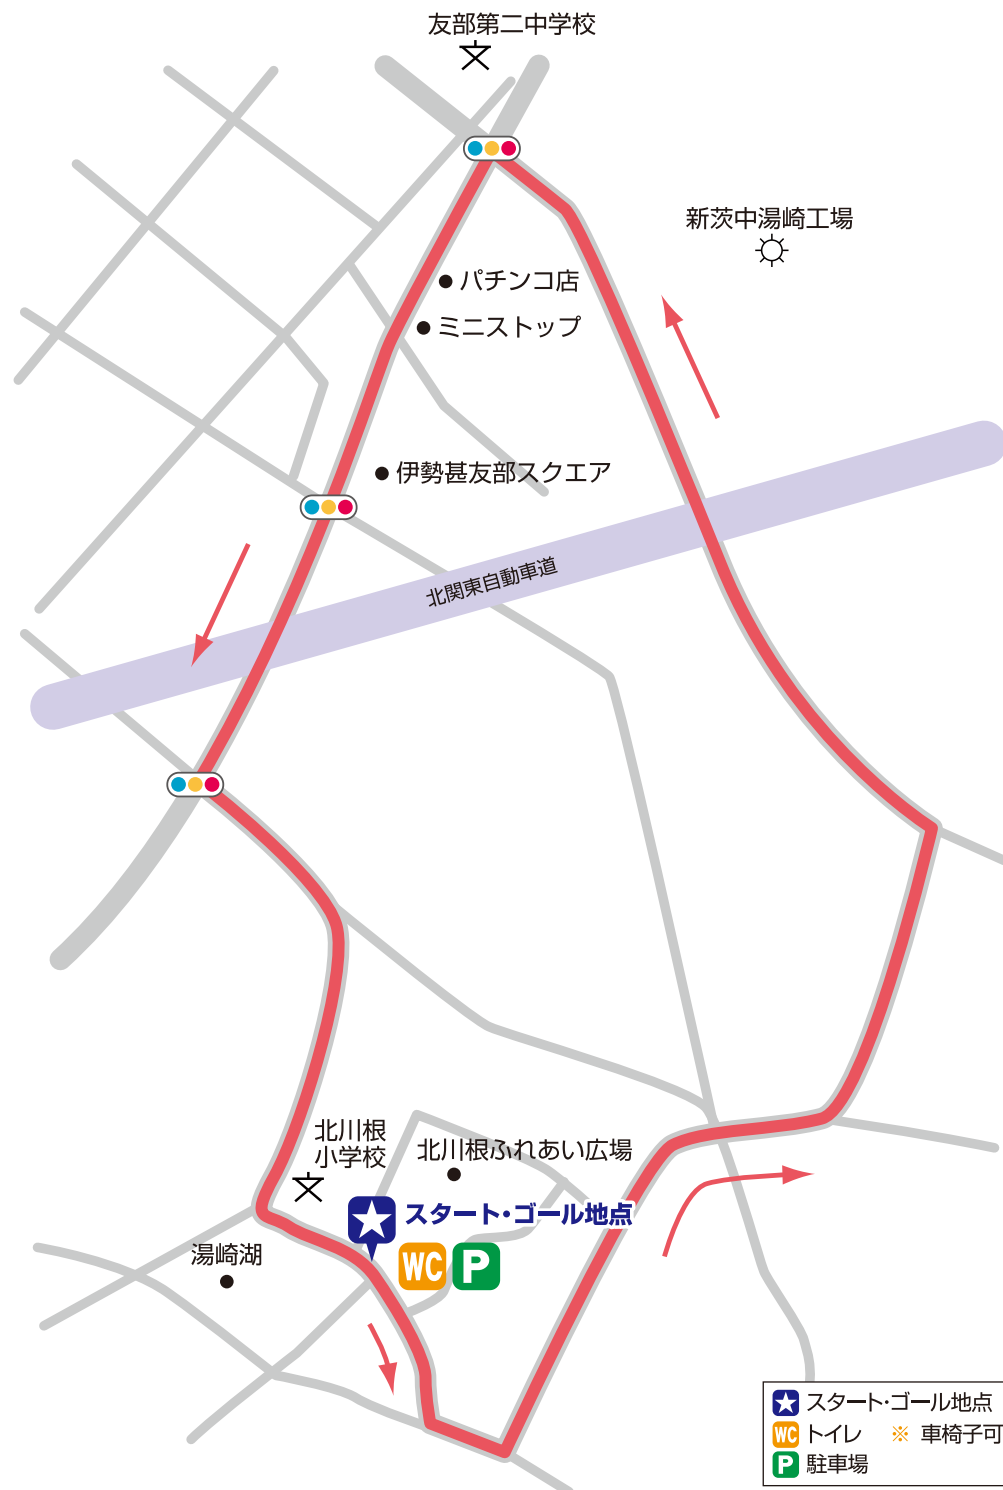 友部第二中学校
新茨中湯崎工場
パチンコ店
ミニストップ
伊勢甚友部スクエア
北関東自動車道
北川根
小学校
北川根ふれあい広場
スタート・ゴール地点
湯崎湖
WC P
スタート・ゴール地点
WC トイレ ※ 車椅子可
P 駐車場